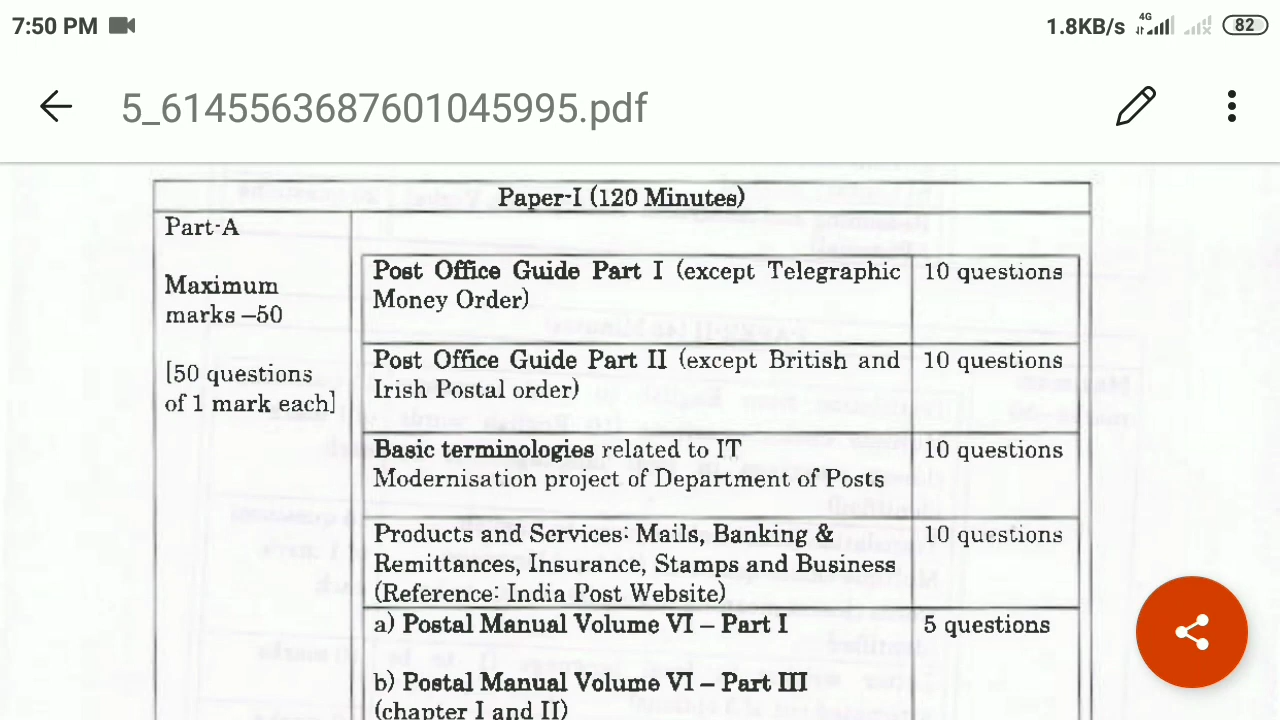 7:50 PM 1.8KB/s 4G 82
5_6145563687601045995.pdf
Paper-I (120 Minutes)
Part-A
Maximum
marks –50
[50 questions
of 1 mark each]
Post Office Guide Part I (except Telegraphic 10 questions
Money Order)
Post Office Guide Part II (except British and 10 questions
Irish Postal order)
Basic terminologies related to IT 10 questions
Modernisation project of Department of Posts
Products and Services: Mails, Banking & 10 questions
Remittances, Insurance, Stamps and Business
(Reference: India Post Website)
a) Postal Manual Volume VI – Part I 5 questions
b) Postal Manual Volume VI – Part III
(chapter I and II)